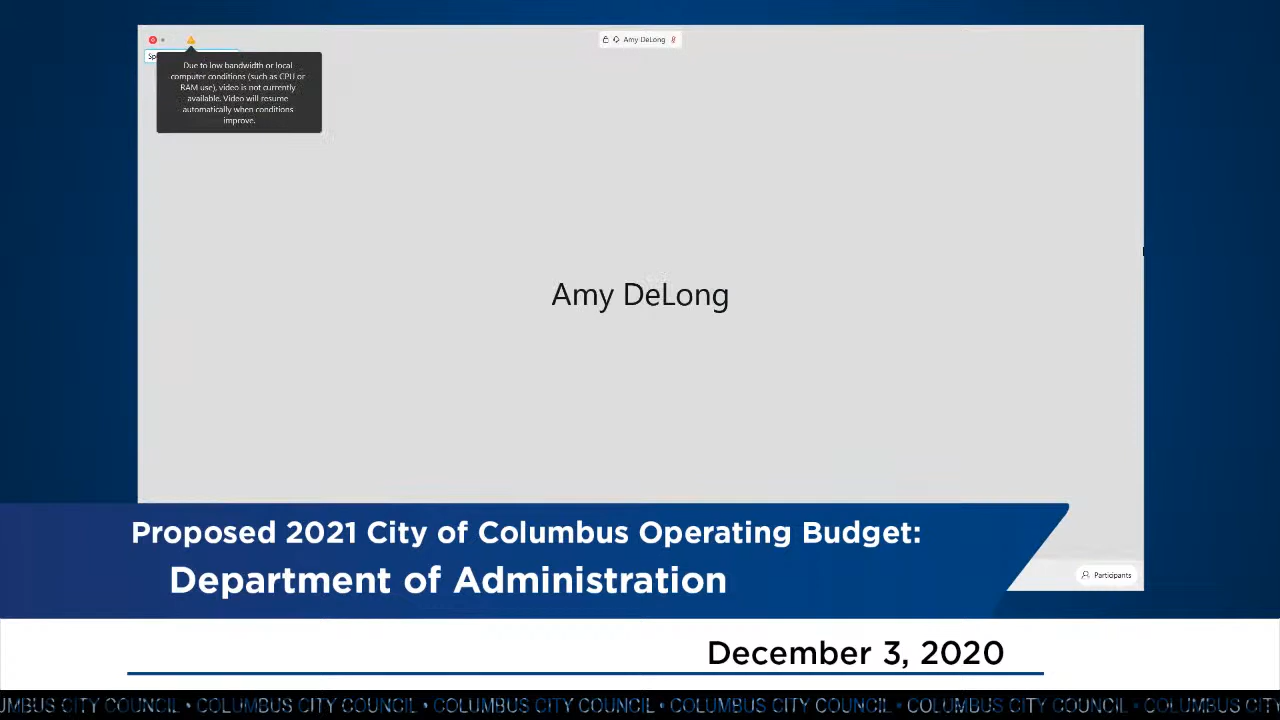 Amy DeLong
Due to low bandwidth or local
computer conditions (such as CPU or
RAM use), video is not currently
available. Video will resume
automatically when conditions
improve.
Amy DeLong
Proposed 2021 City of Columbus Operating Budget:
Department of Administration
Participants
December 3, 2020
UMBUS CITY COUNCIL • COLUMBUS CITY COUNCIL • COLUMBUS CITY COUNCIL • COLUMBUS CITY COUNCIL • COLUMBUS CITY COUNCIL • COLUMBUS CIT